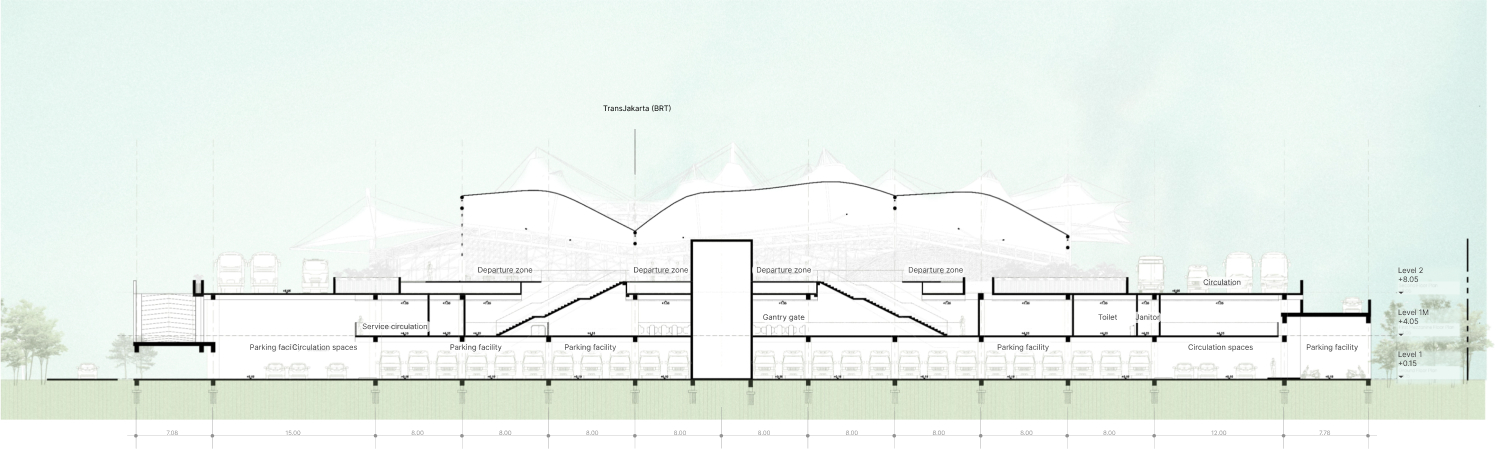 TransJakarta (BRT)
Departure zone
Departure zone
Departure zone
Departure zone
Level 2
+8.05
Circulation
Level 1M
+4.05
Service circulation
Gantry gate
Toilet
Janitor
Parking faci
Circulation spaces
Parking facility
Parking facility
Parking facility
Circulation spaces
Parking facility
Level 1
+0.15
7.08
15.00
8.00
8.00
8.00
8.00
8.00
8.00
8.00
8.00
8.00
12.00
7.78